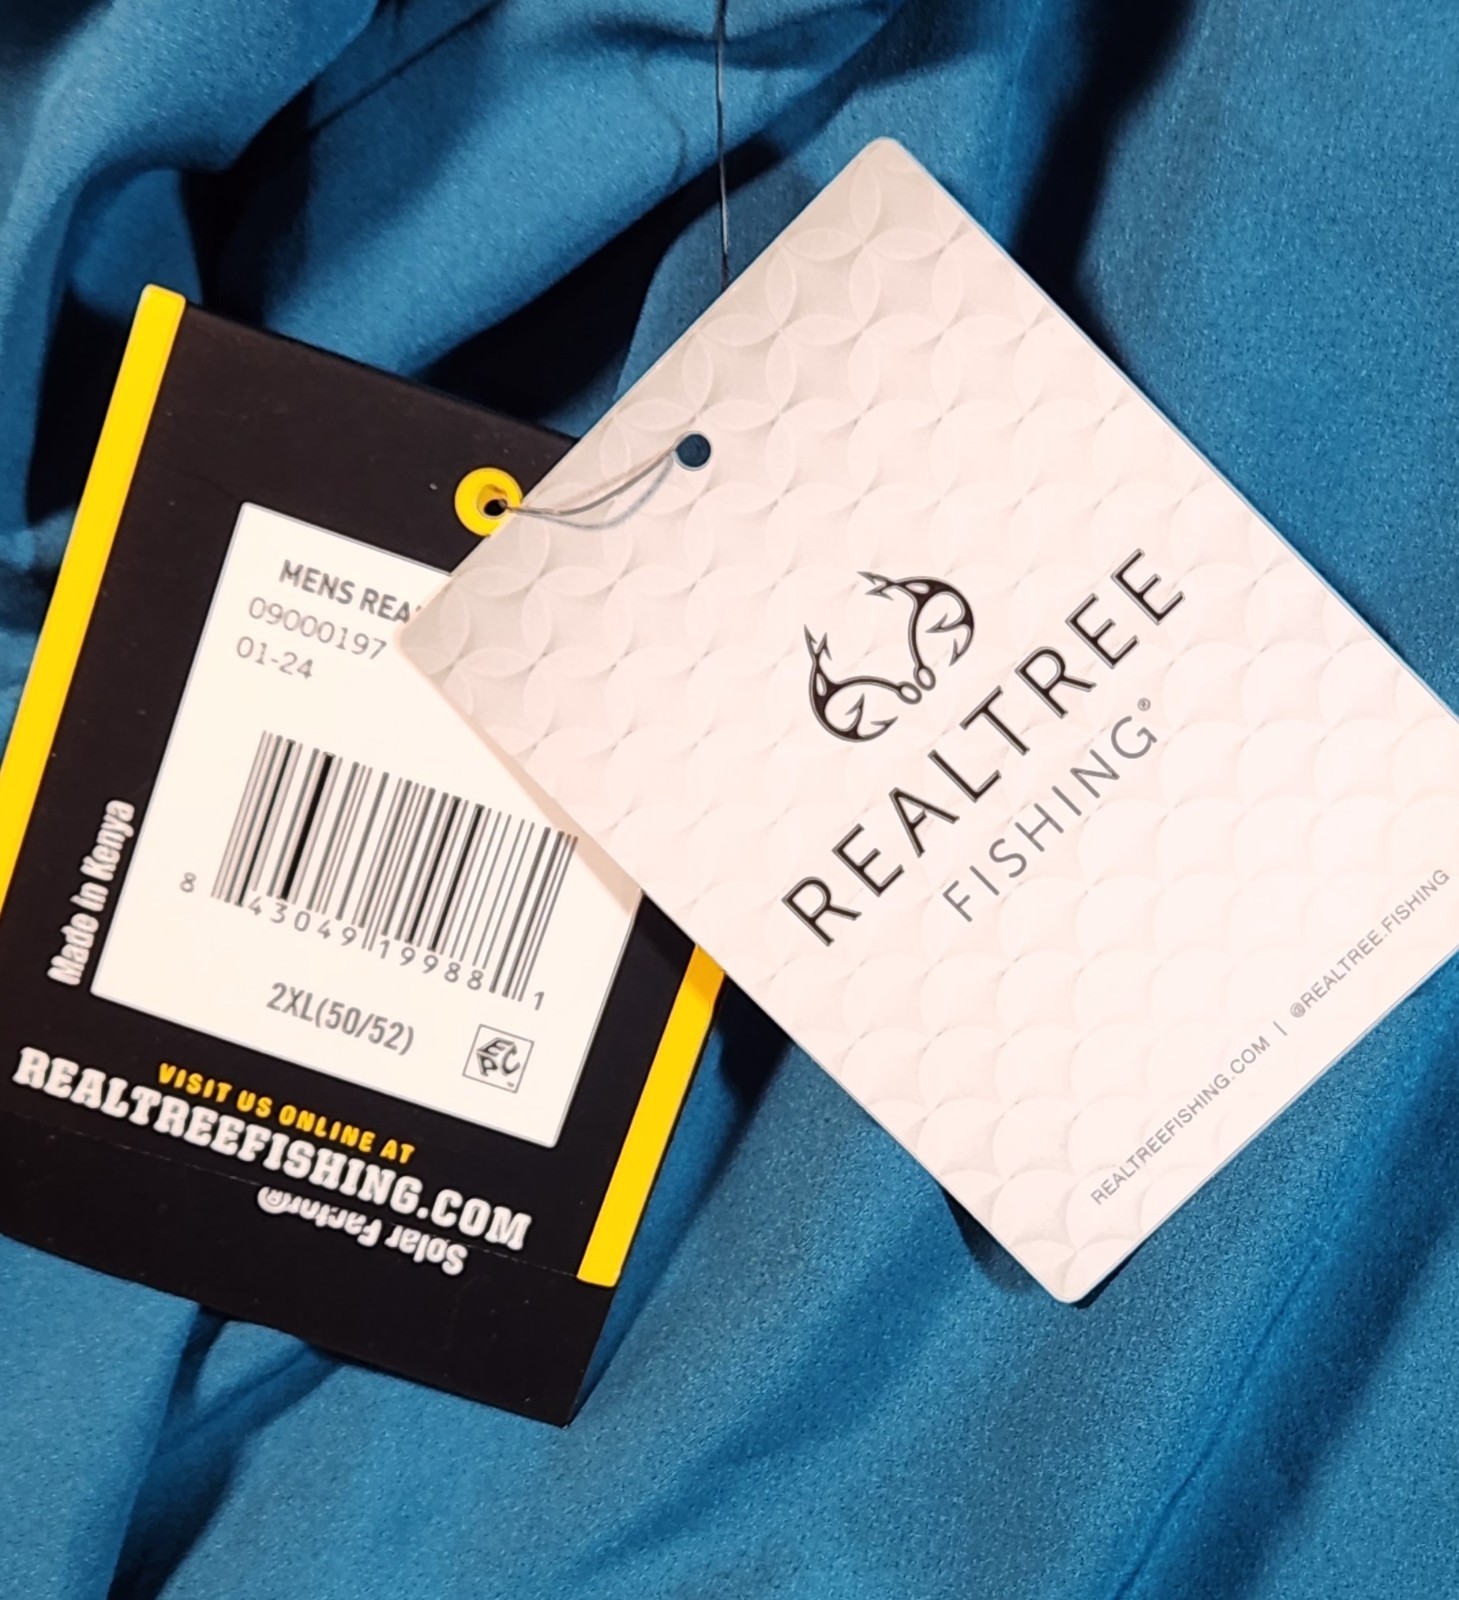 MENS REA
09000197
01-24
Made in Kenya
8 43049 19988 1
2XL(50/52)
EPC
VISIT US ONLINE AT
REALTREEFISHING.COM
Solar Factor®
REALTREE
FISHING®
REALTREEFISHING.COM | @REALTREE.FISHING